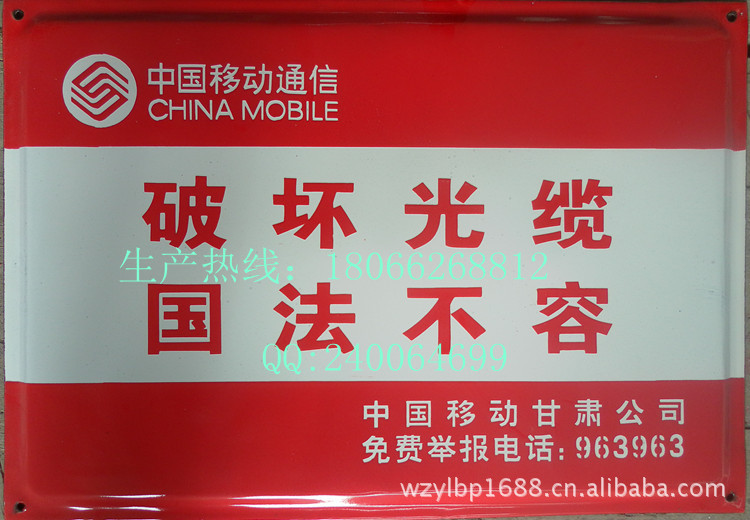 中国移动通信
CHINA MOBILE
破坏光缆
生产热线：18066268812
国法不容
QQ:240064699
中国移动甘肃公司
免费举报电话:963963
wzylbp1688.cn.alibaba.com